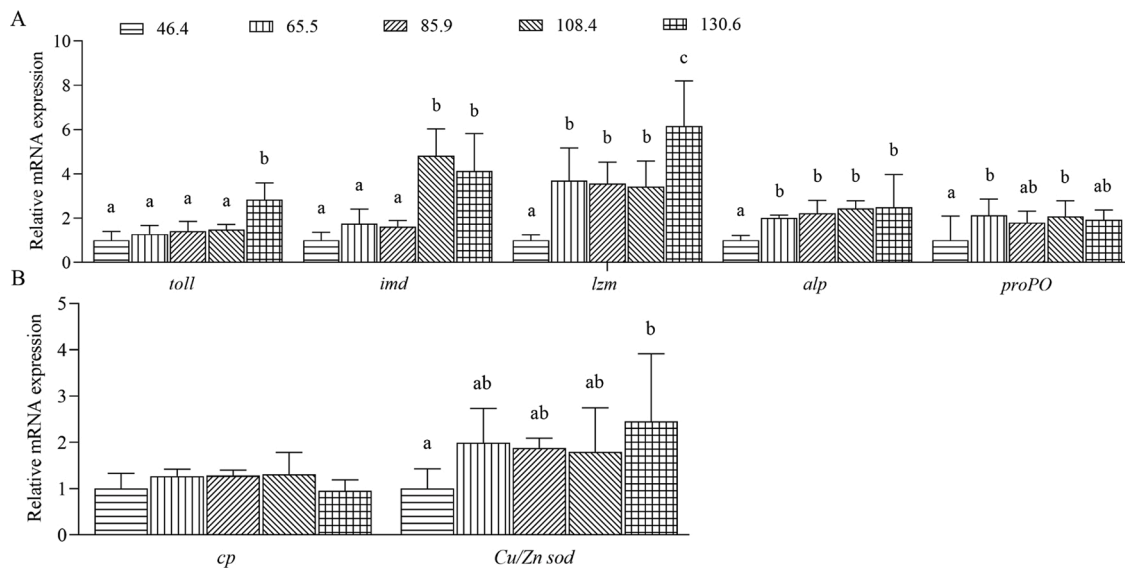 A
46.4 65.5 85.9 108.4 130.6
Relative mRNA expression
10
8
6
4
2
0
a a a a b
a a a b b
a b b b c
a b b b b
a b ab b ab
toll imd lzm alp proPO
B
Relative mRNA expression
5
4
3
2
1
0
a ab ab ab b
cp Cu/Zn sod